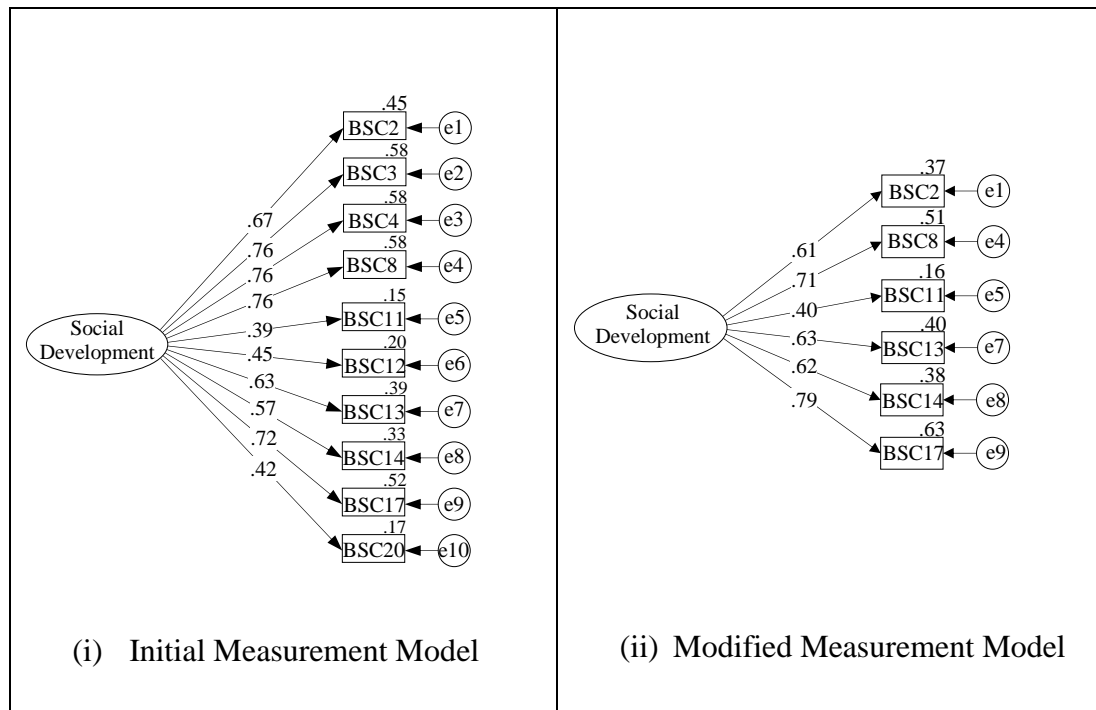 .45
BSC2
e1
.58
BSC3
e2
.58
BSC4
e3
.58
BSC8
e4
.15
BSC11
e5
.20
BSC12
e6
.39
BSC13
e7
.33
BSC14
e8
.52
BSC17
e9
.17
BSC20
e10
.67
.76
.76
.76
.39
.45
.63
.57
.72
.42
Social
Development
(i) Initial Measurement Model
.37
BSC2
e1
.51
BSC8
e4
.16
BSC11
e5
.40
BSC13
e7
.38
BSC14
e8
.63
BSC17
e9
.61
.71
.40
.63
.62
.79
Social
Development
(ii) Modified Measurement Model